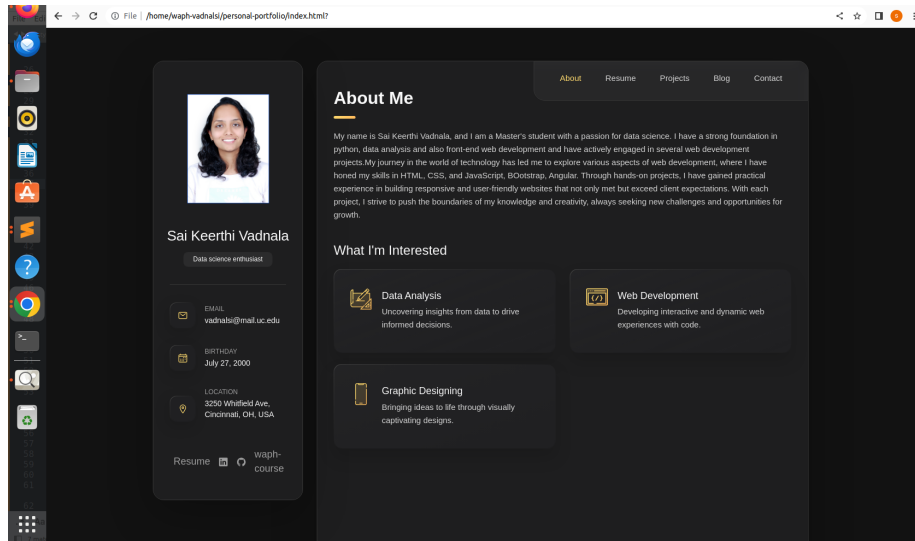 File | /home/waph-vadnalsi/personal-portfolio/index.html?
About Resume Projects Blog Contact
About Me
My name is Sai Keerthi Vadnala, and I am a Master's student with a passion for data science. I have a strong foundation in
python, data analysis and also front-end web development and have actively engaged in several web development
projects.My journey in the world of technology has led me to explore various aspects of web development, where I have
honed my skills in HTML, CSS, and JavaScript, BOotstrap, Angular. Through hands-on projects, I have gained practical
experience in building responsive and user-friendly websites that not only met but exceed client expectations. With each
project, I strive to push the boundaries of my knowledge and creativity, always seeking new challenges and opportunities for
growth.
Sai Keerthi Vadnala
Data science enthusiast
EMAIL
vadnalsi@mail.uc.edu
BIRTHDAY
July 27, 2000
LOCATION
3250 Whitfield Ave,
Cincinnati, OH, USA
Resume
waph-
course
What I'm Interested
Data Analysis
Uncovering insights from data to drive
informed decisions.
Web Development
Developing interactive and dynamic web
experiences with code.
Graphic Designing
Bringing ideas to life through visually
captivating designs.
57
58
59
60
61